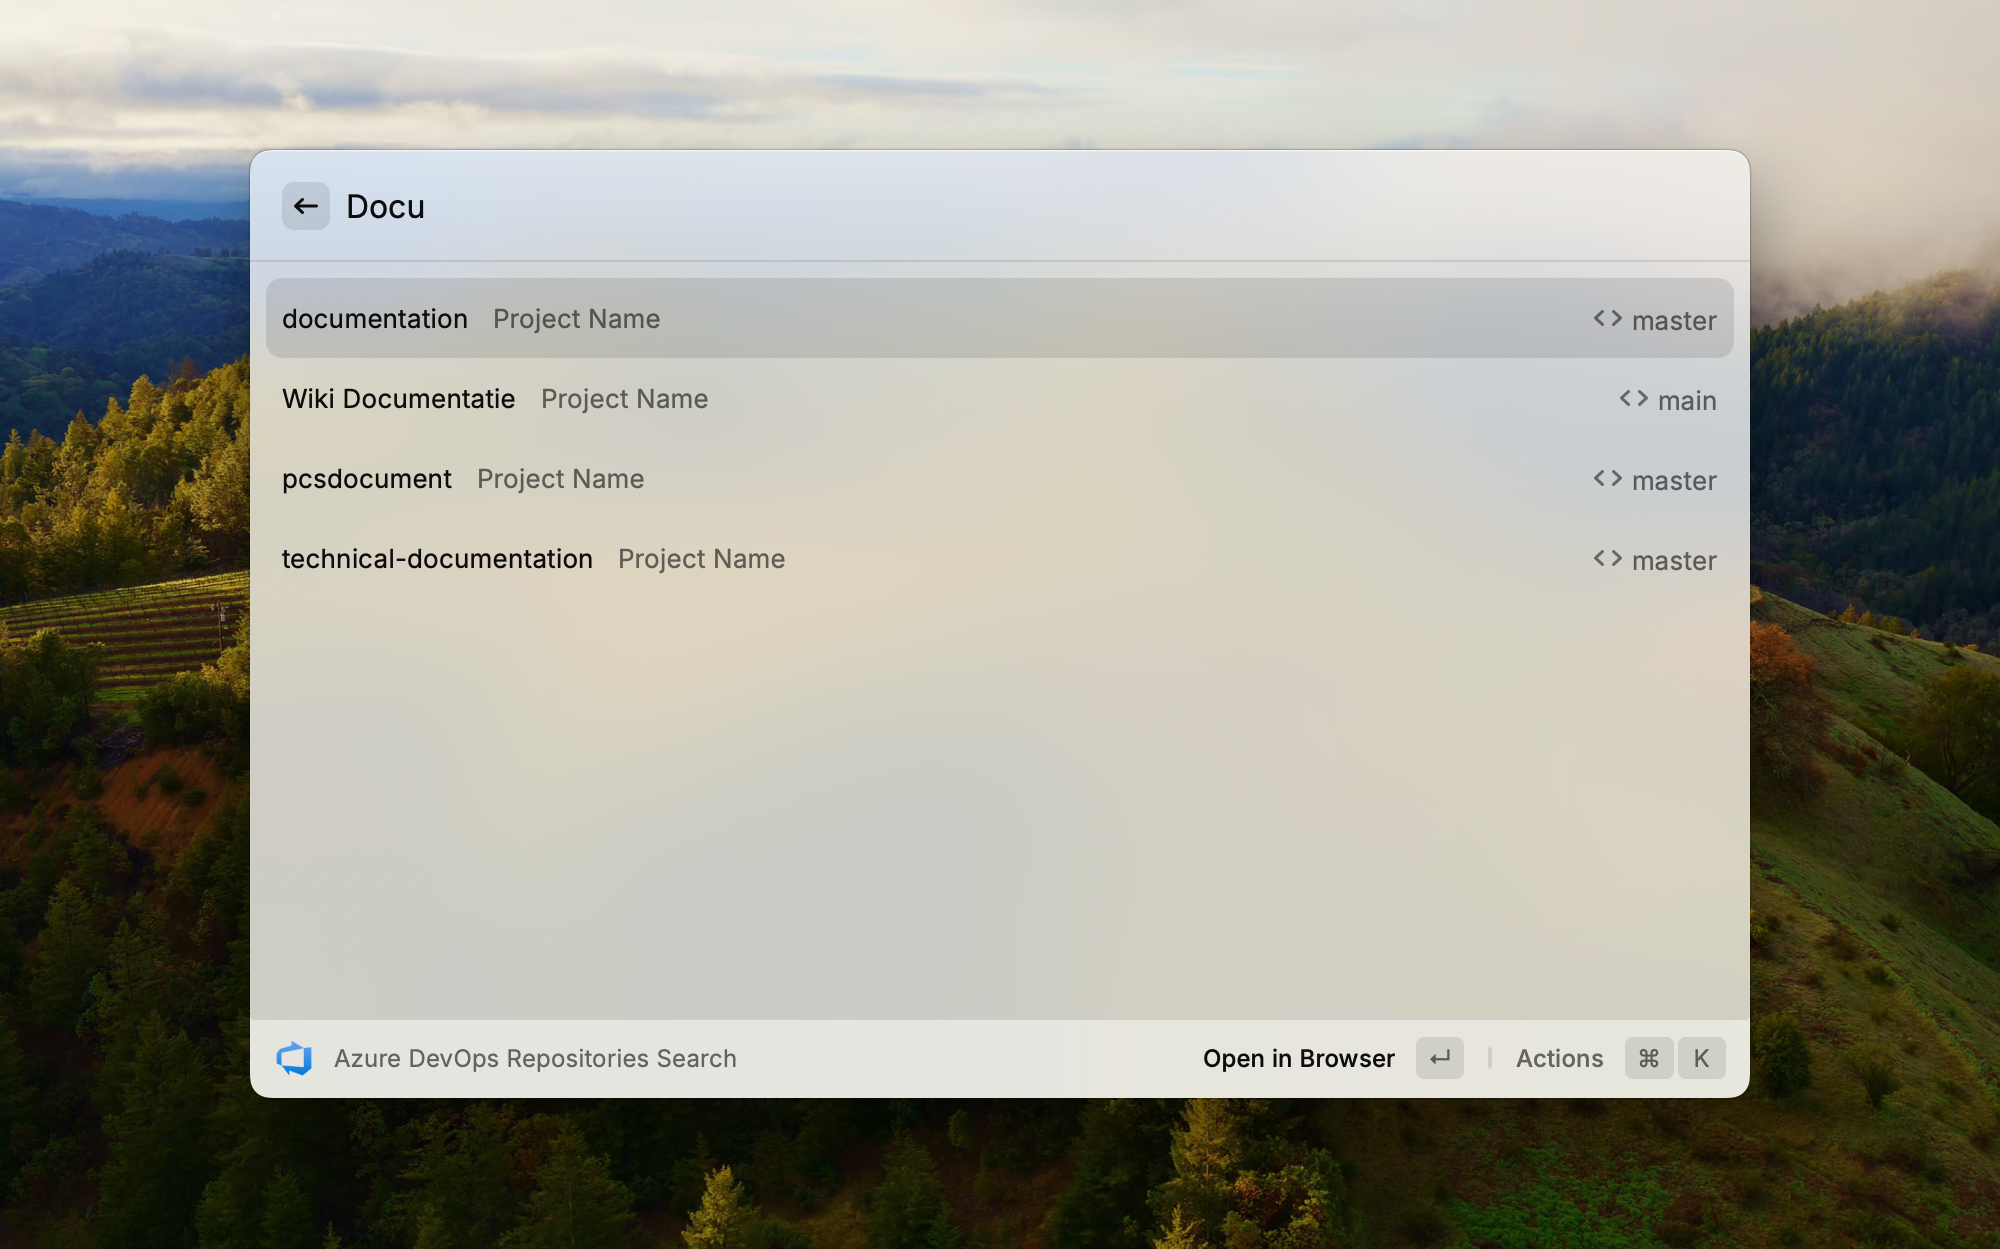 Docu
documentation Project Name <> master
Wiki Documentatie Project Name <> main
pcsdocument Project Name <> master
technical-documentation Project Name <> master
Azure DevOps Repositories Search Open in Browser ↵ | Actions ⌘ K